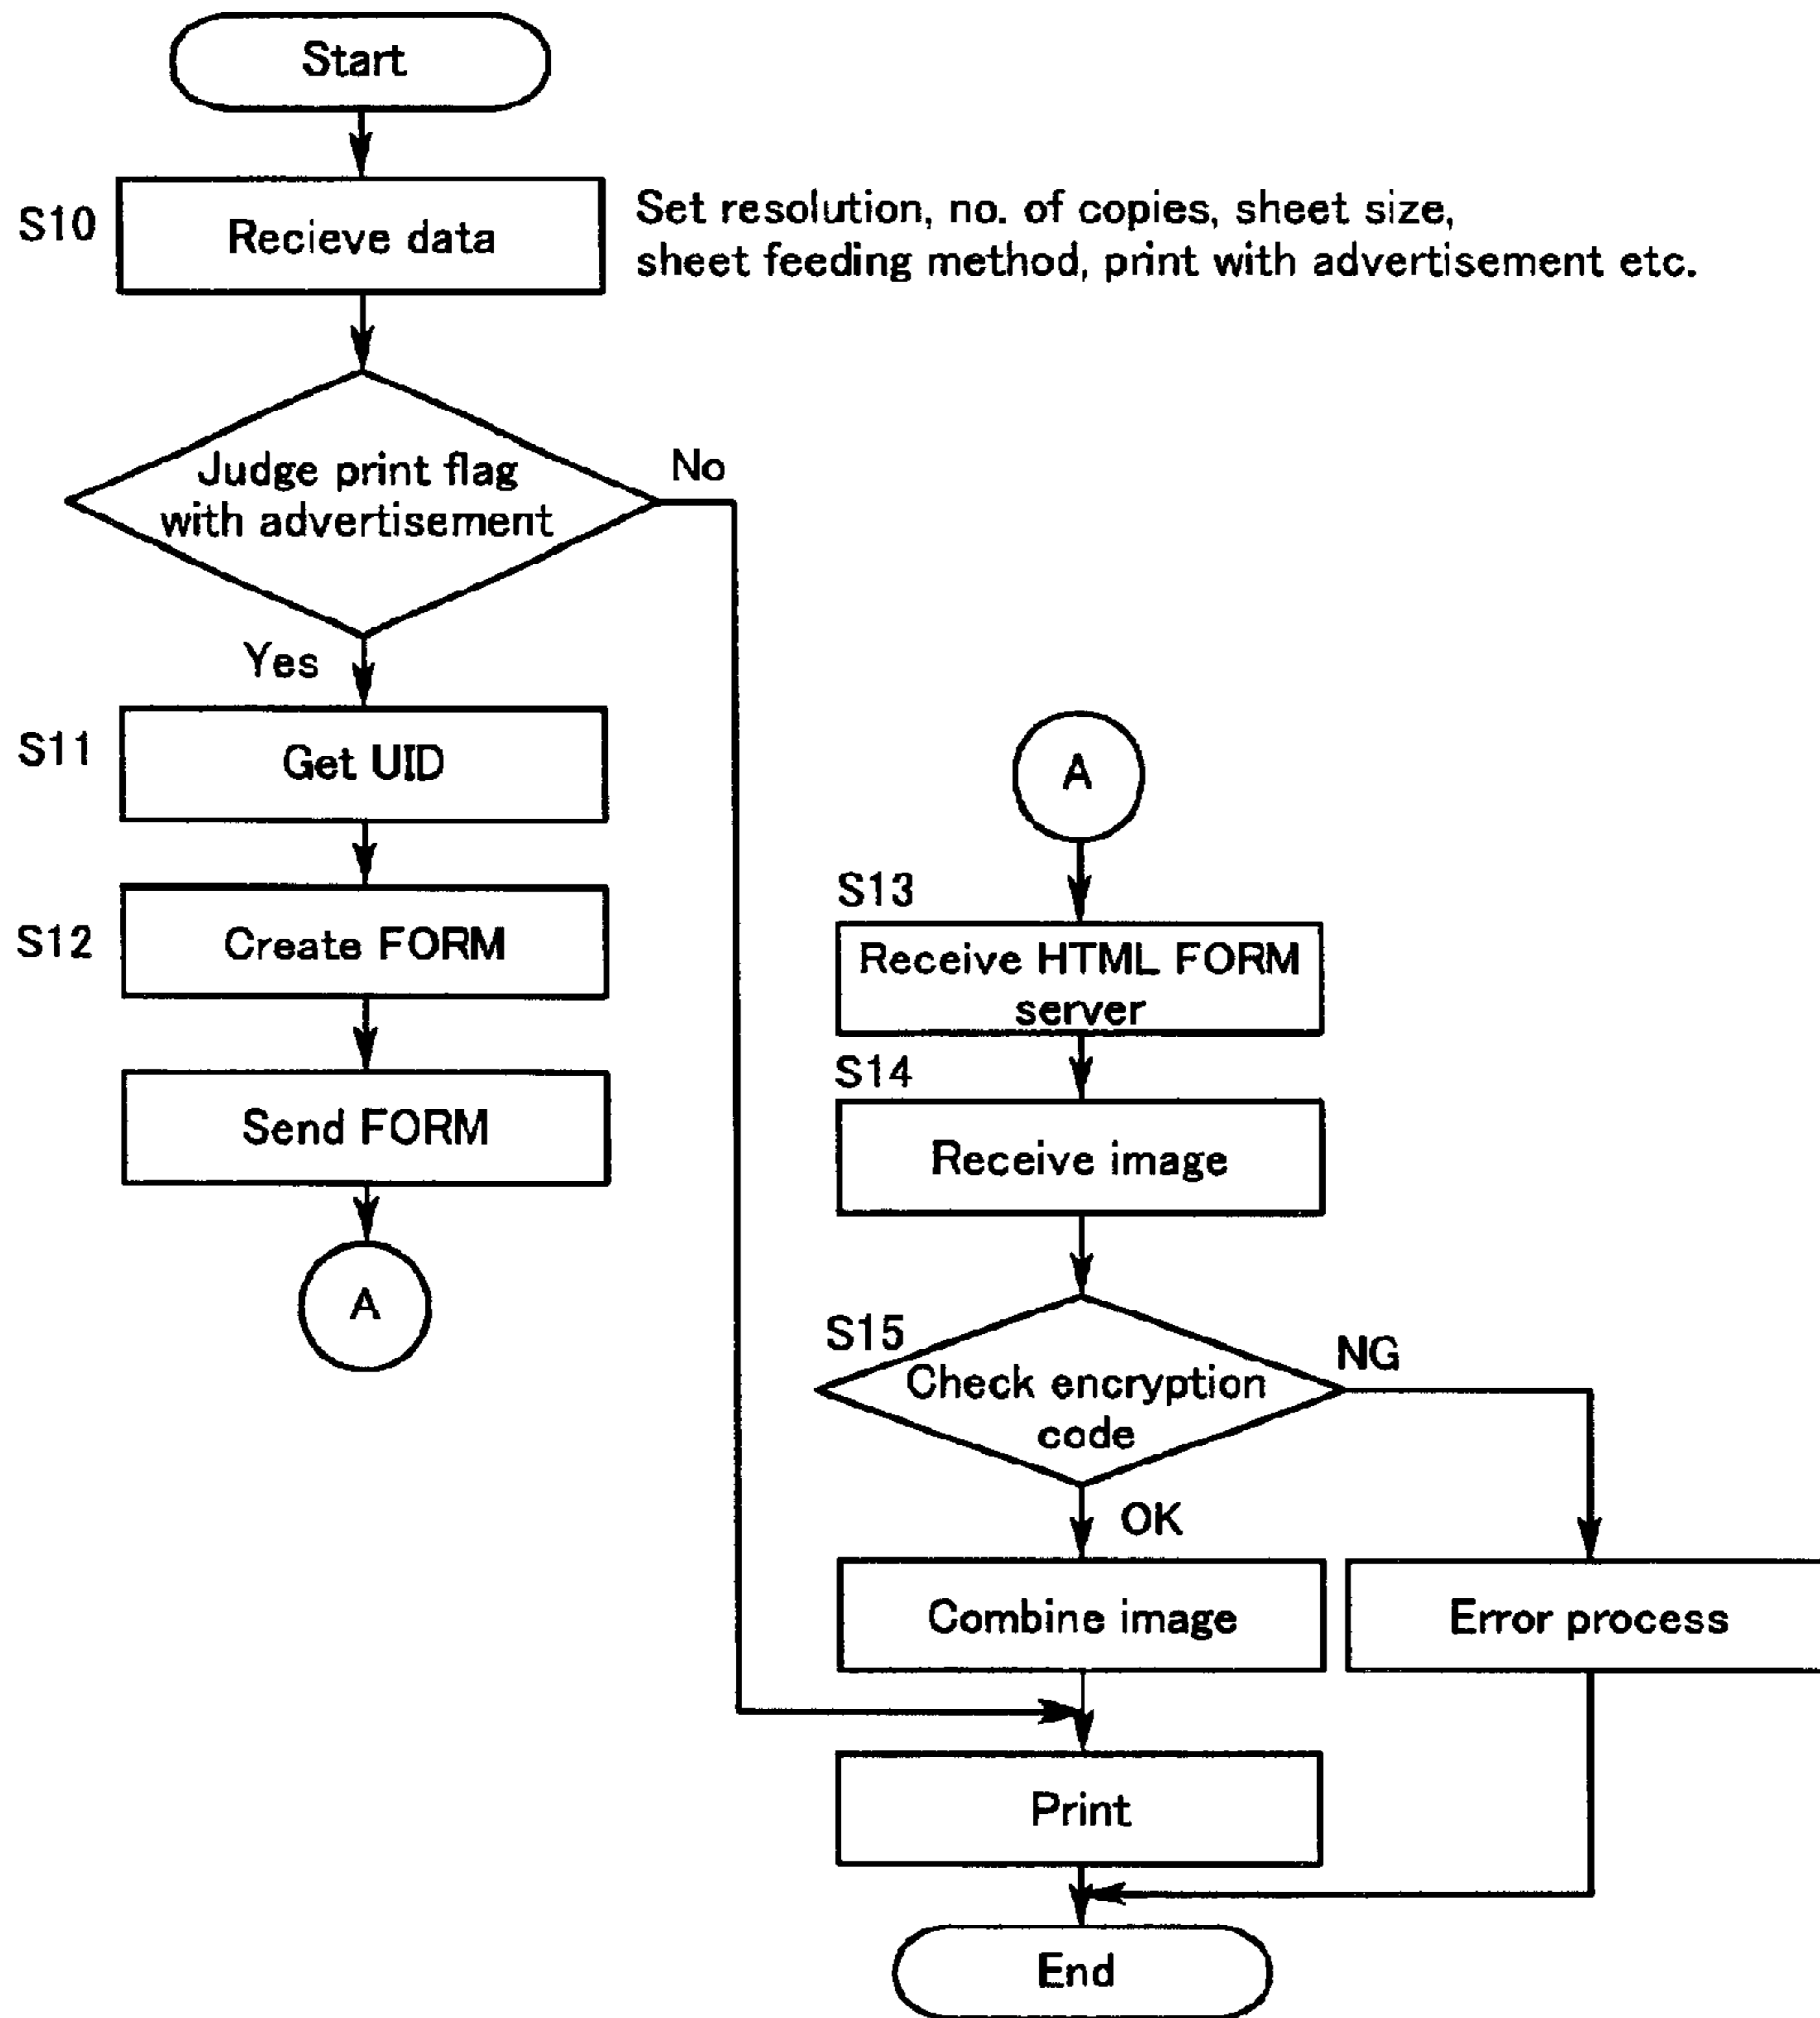 Start
S10
Recieve data
Set resolution, no. of copies, sheet size,
sheet feeding method, print with advertisement etc.
Judge print flag
with advertisement
No
Yes
S11
Get UID
S12
Create FORM
Send FORM
A
A
S13
Receive HTML FORM
server
S14
Receive image
S15
Check encryption
code
NG
OK
Combine image
Error process
Print
End